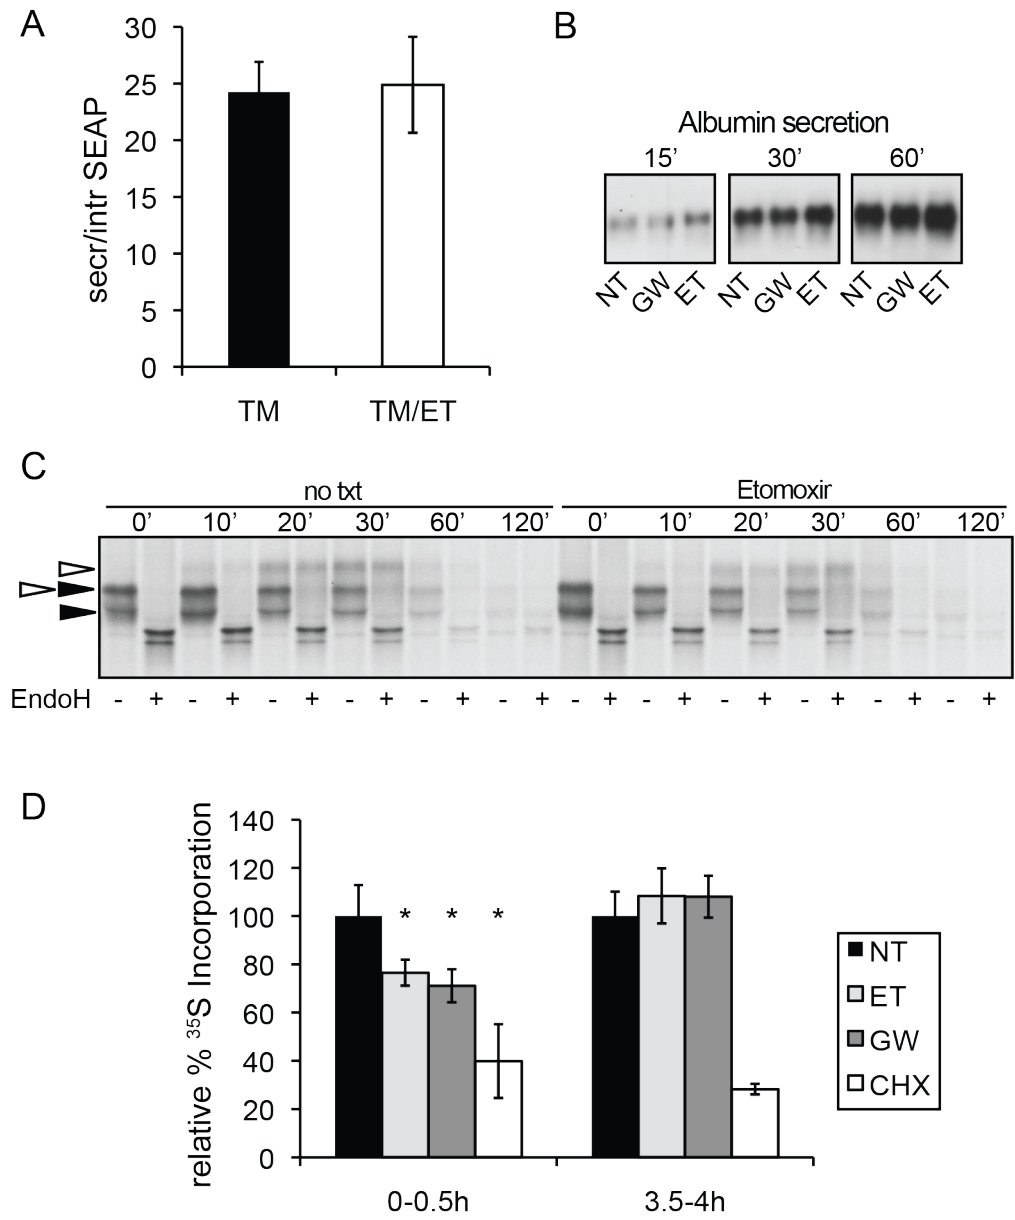 A
30
25
20
15
10
5
0
secr/intr SEAP
TM TM/ET
B
Albumin secretion
15’ 30’ 60’
NT GW ET NT GW ET NT GW ET
C
no txt Etomoxir
0’ 10’ 20’ 30’ 60’ 120’ 0’ 10’ 20’ 30’ 60’ 120’
EndoH - + - + - + - + - + - + - + - + - + - + - + - +
D
140
120
100
80
60
40
20
0
relative % ³⁵S Incorporation
* * *
0-0.5h 3.5-4h
NT
ET
GW
CHX